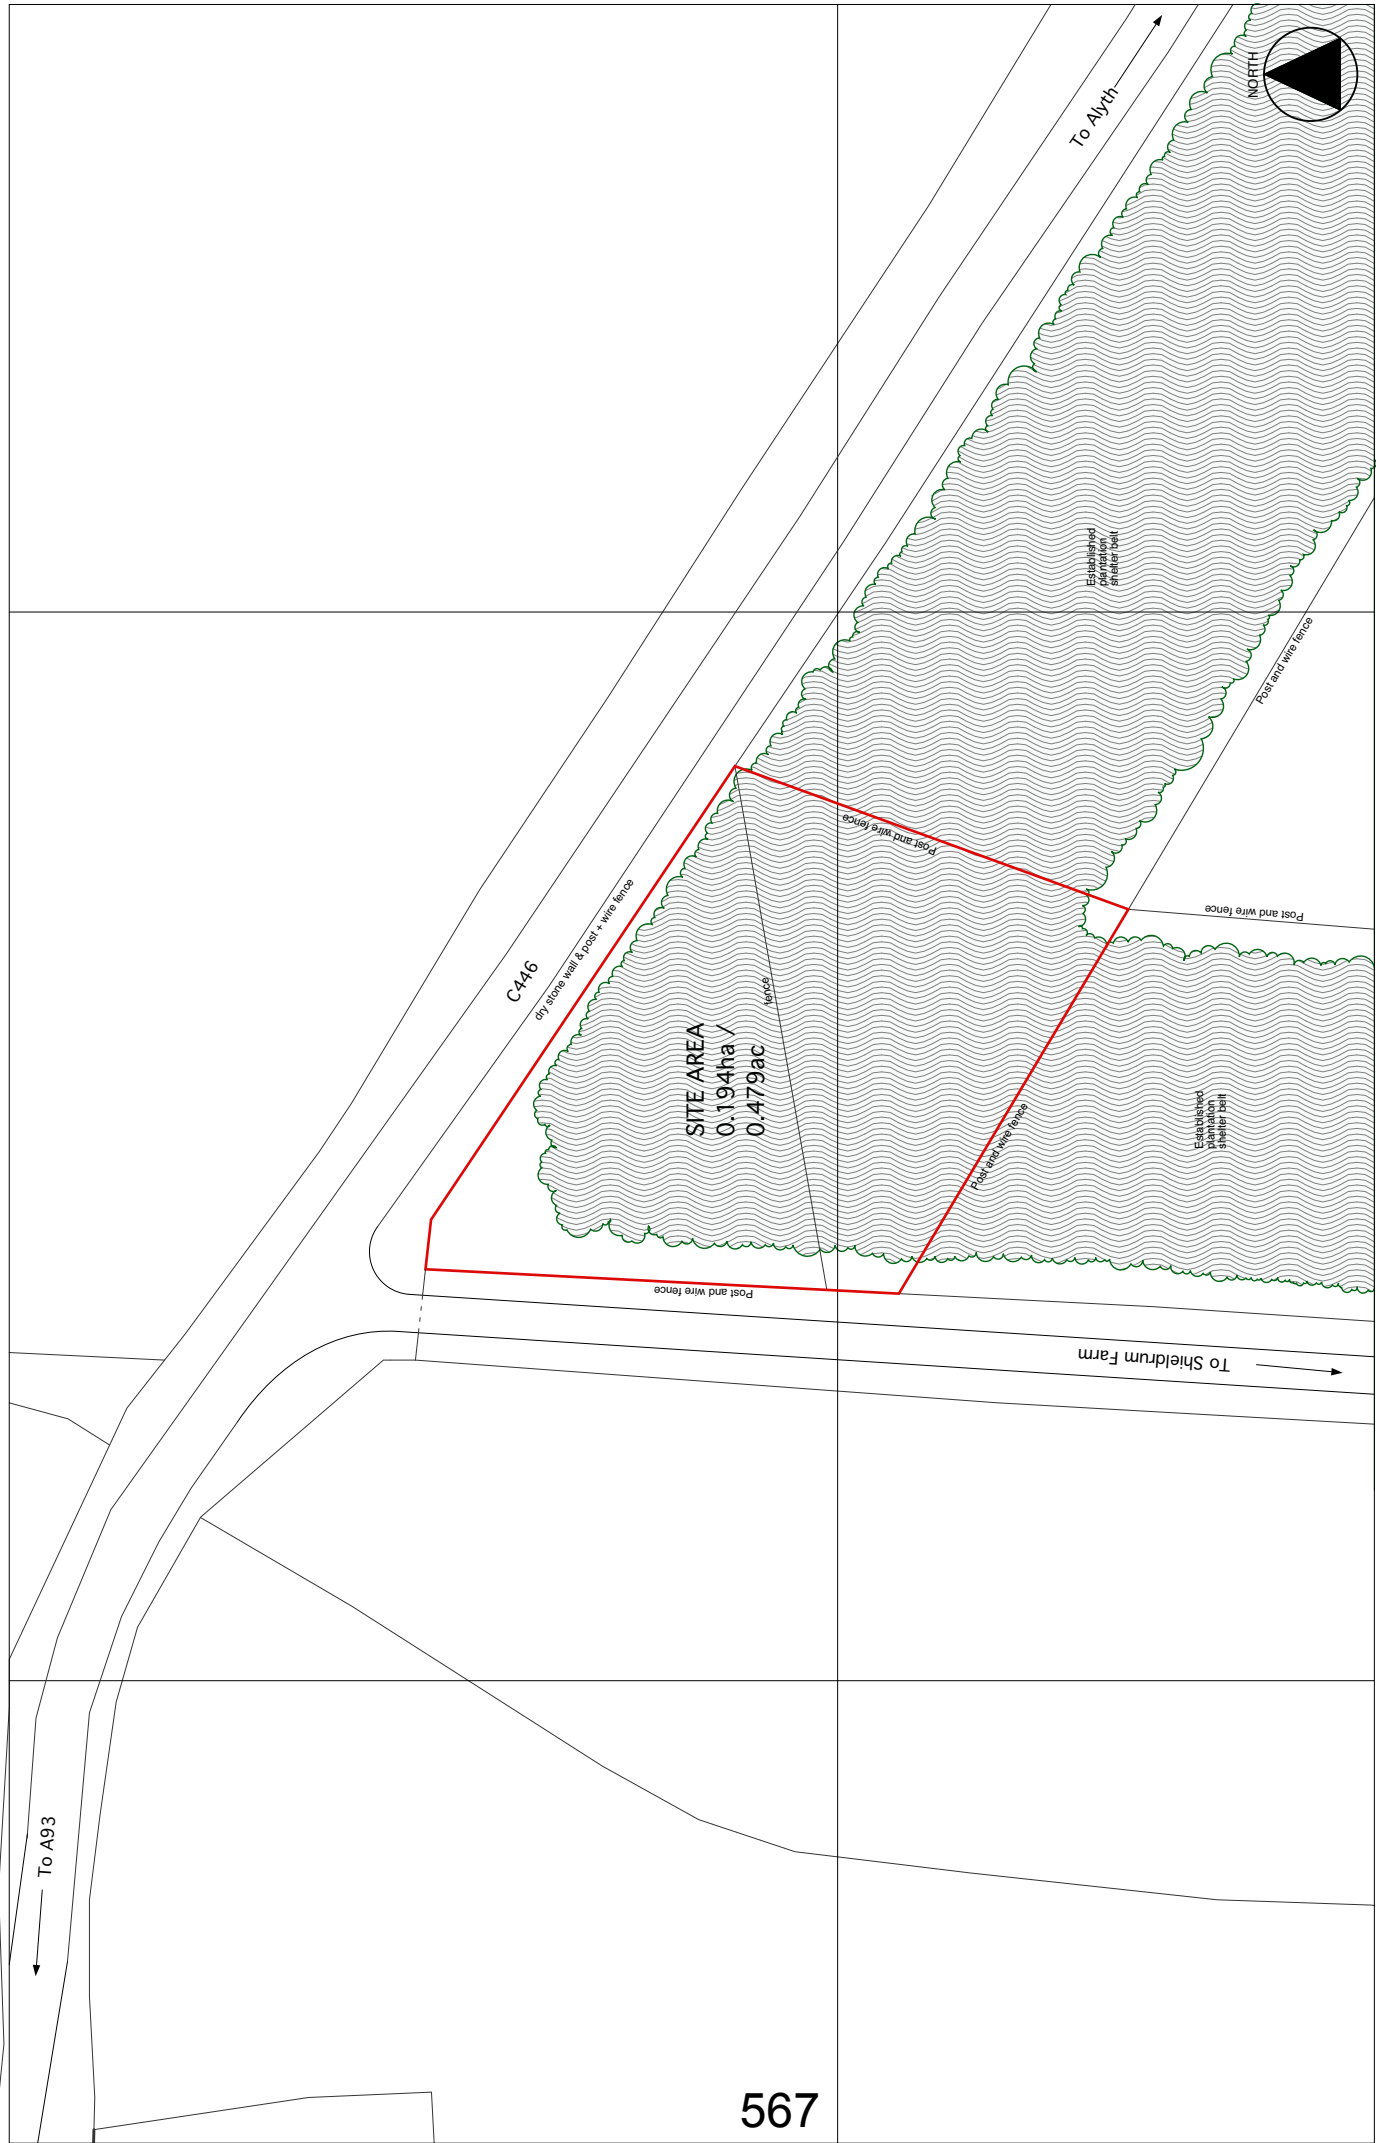 NORTH
To Alyth
Established
plantation
shelter belt
Post and wire fence
Post and wire fence
Post and wire fence
dry stone wall & post + wire fence
C446
fence
SITE AREA
0.194ha /
0.479ac
Established
plantation
shelter belt
Post and wire fence
Post and wire fence
To Shieldrum Farm
To A93
567